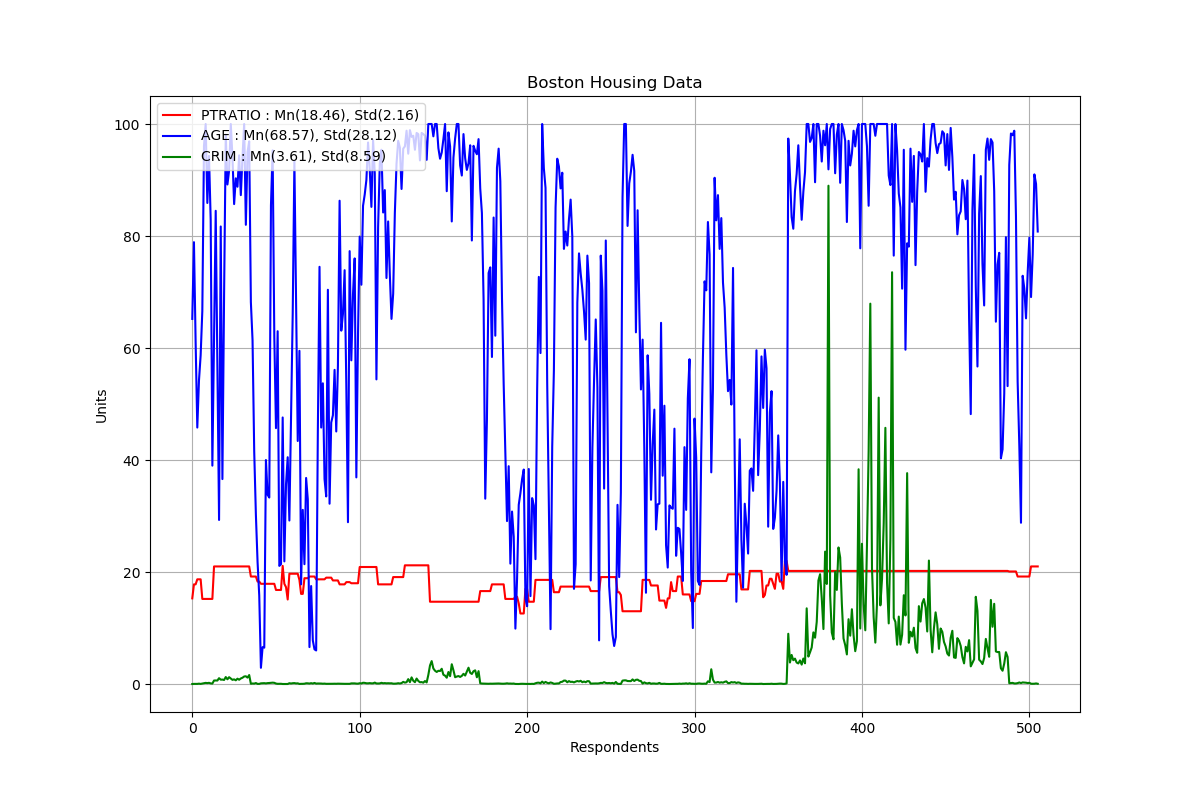 Boston Housing Data
PTRATIO : Mn(18.46), Std(2.16)
AGE : Mn(68.57), Std(28.12)
CRIM : Mn(3.61), Std(8.59)
100
80
60
40
20
0
Units
0 100 200 300 400 500
Respondents